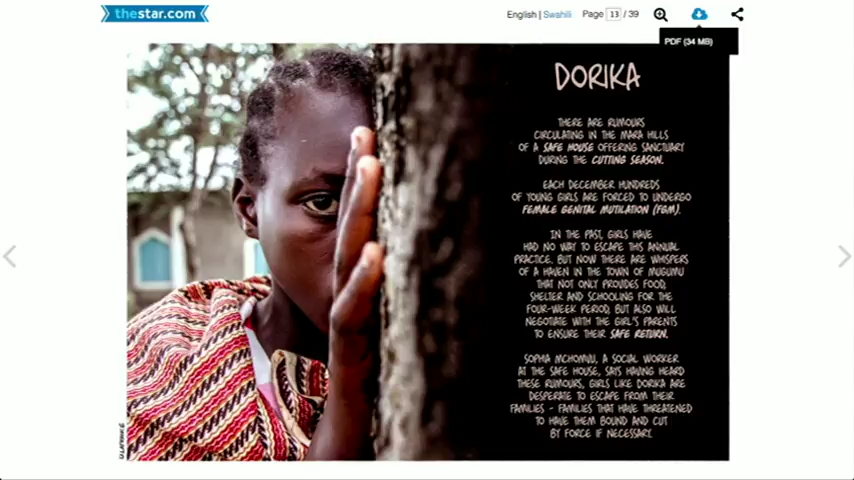 thestar.com
English | Swahili Page 13 / 39
PDF (34 MB)
DORIKA
THERE ARE RUMOURS
CIRCULATING IN THE MARA HILLS
OF A SAFE HOUSE OFFERING SANCTUARY
DURING THE CUTTING SEASON.
EACH DECEMBER HUNDREDS
OF YOUNG GIRLS ARE FORCED TO UNDERGO
FEMALE GENITAL MUTILATION (FGM).
IN THE PAST, GIRLS HAVE
HAD NO WAY TO ESCAPE THIS ANNUAL
PRACTICE. BUT NOW THERE ARE WHISPERS
OF A HAVEN IN THE TOWN OF MUGUMU
THAT NOT ONLY PROVIDES FOOD,
SHELTER AND SCHOOLING FOR THE
FOUR-WEEK PERIOD, BUT ALSO WILL
NEGOTIATE WITH THE GIRL'S PARENTS
TO ENSURE THEIR SAFE RETURN.
SOPHIA MCHOMVU, A SOCIAL WORKER
AT THE SAFE HOUSE, SAYS HAVING HEARD
THESE RUMOURS, GIRLS LIKE DORIKA ARE
DESPERATE TO ESCAPE FROM THEIR
FAMILIES - FAMILIES THAT HAVE THREATENED
TO HAVE THEM BOUND AND CUT
BY FORCE IF NECESSARY.